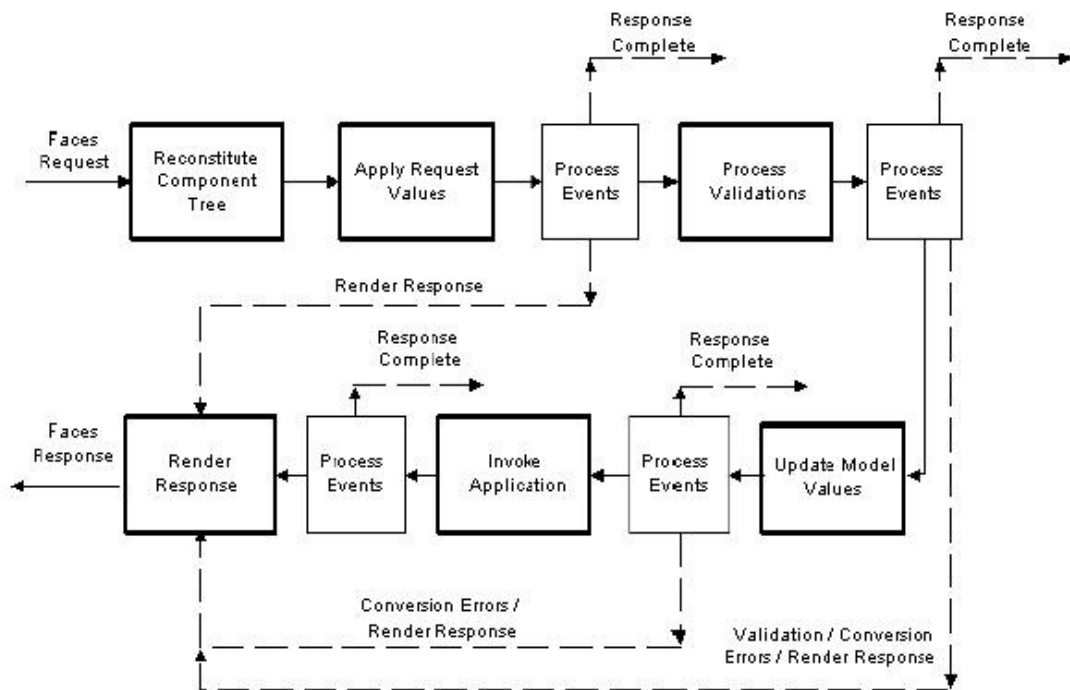 Response
Complete
Response
Complete
Faces
Request
Reconstitute
Component
Tree
Apply Request
Values
Process
Events
Process
Validations
Process
Events
Render Response
Response
Complete
Response
Complete
Faces
Response
Render
Response
Process
Events
Invoke
Application
Process
Events
Update Model
Values
Conversion Errors /
Render Response
Validation / Conversion
Errors / Render Response